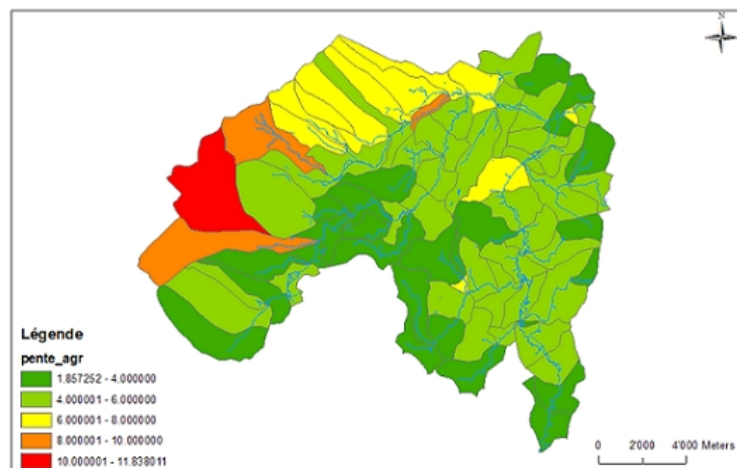 N
Légende
pente_agr
1.857252 - 4.000000
4.000001 - 6.000000
6.000001 - 8.000000
8.000001 - 10.000000
10.000001 - 11.838011
0 2'000 4'000 Meters